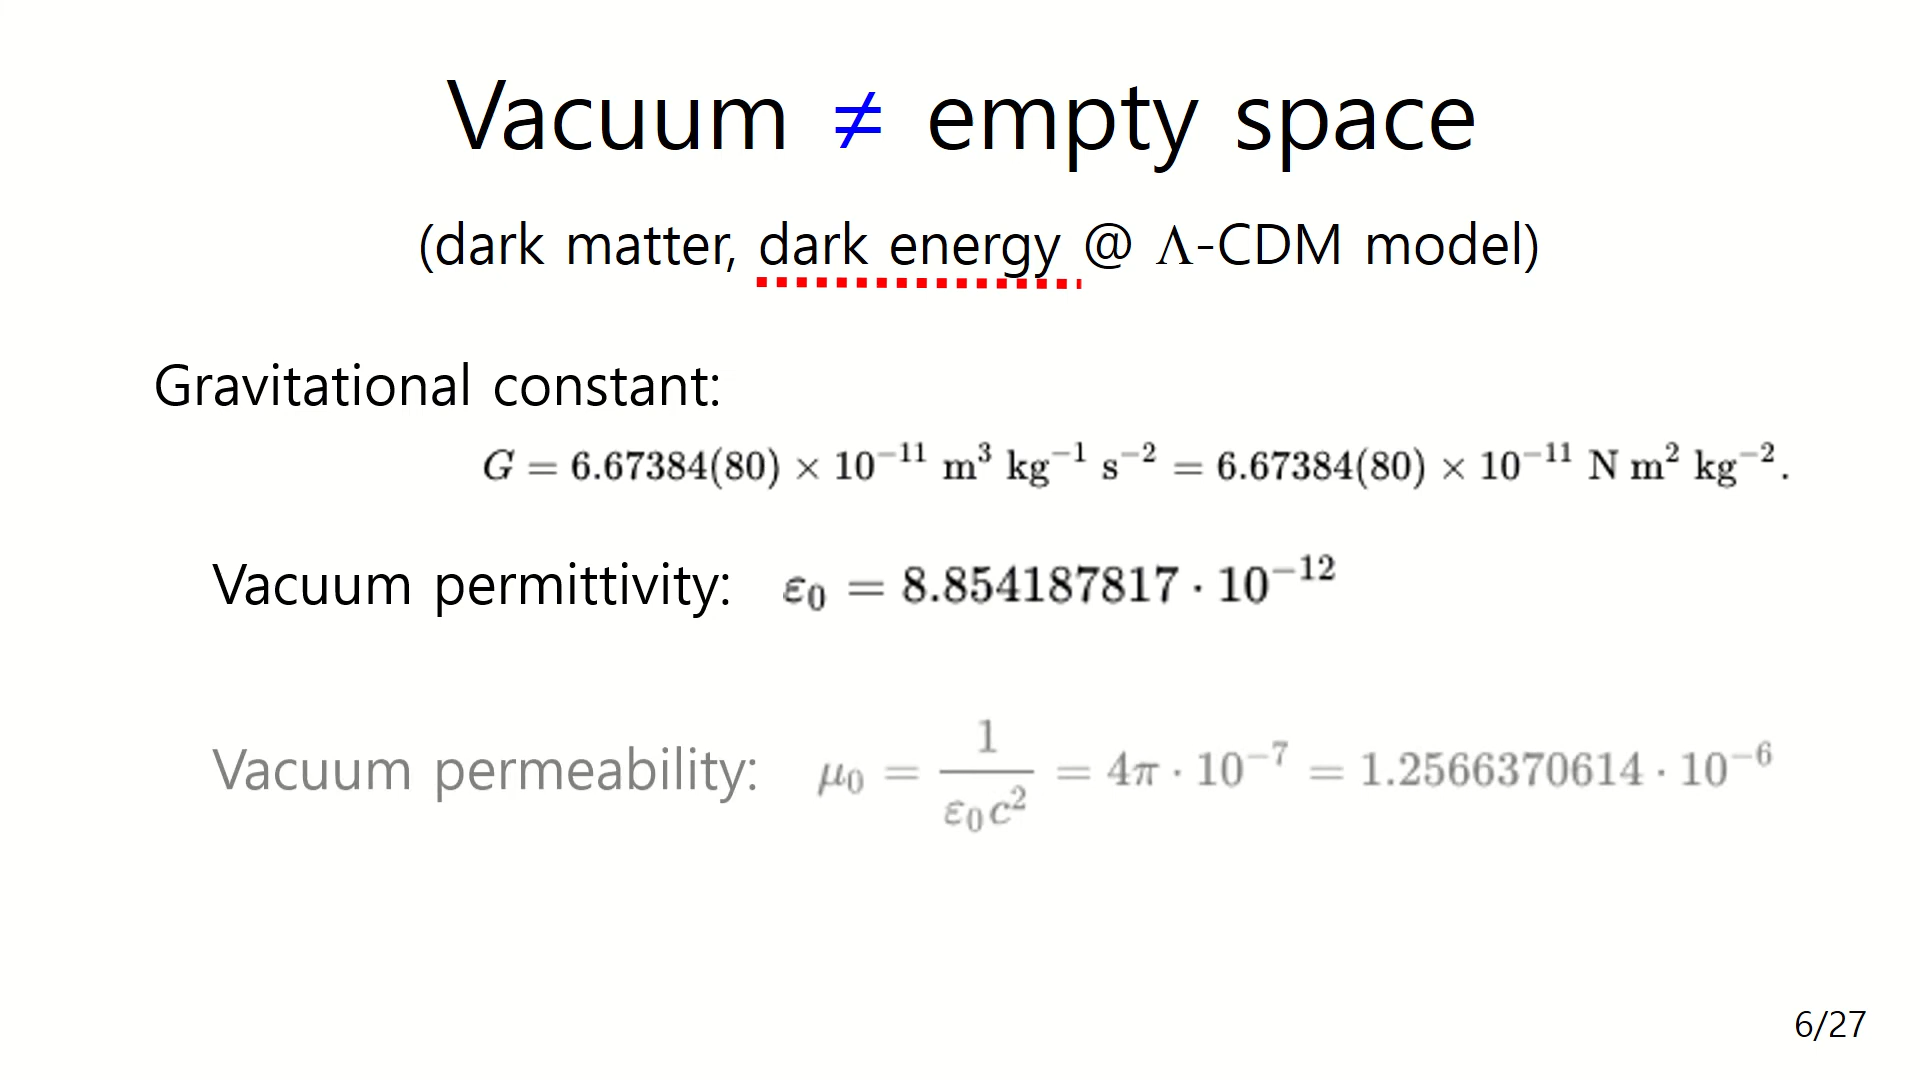 Vacuum ≠ empty space
(dark matter, dark energy @ Λ-CDM model)
Gravitational constant:
G = 6.67384(80) × 10⁻¹¹ m³ kg⁻¹ s⁻² = 6.67384(80) × 10⁻¹¹ N m² kg⁻².
Vacuum permittivity: ε₀ = 8.854187817 · 10⁻¹²
Vacuum permeability: μ₀ = 1/(ε₀c²) = 4π · 10⁻⁷ = 1.2566370614 · 10⁻⁶
6/27